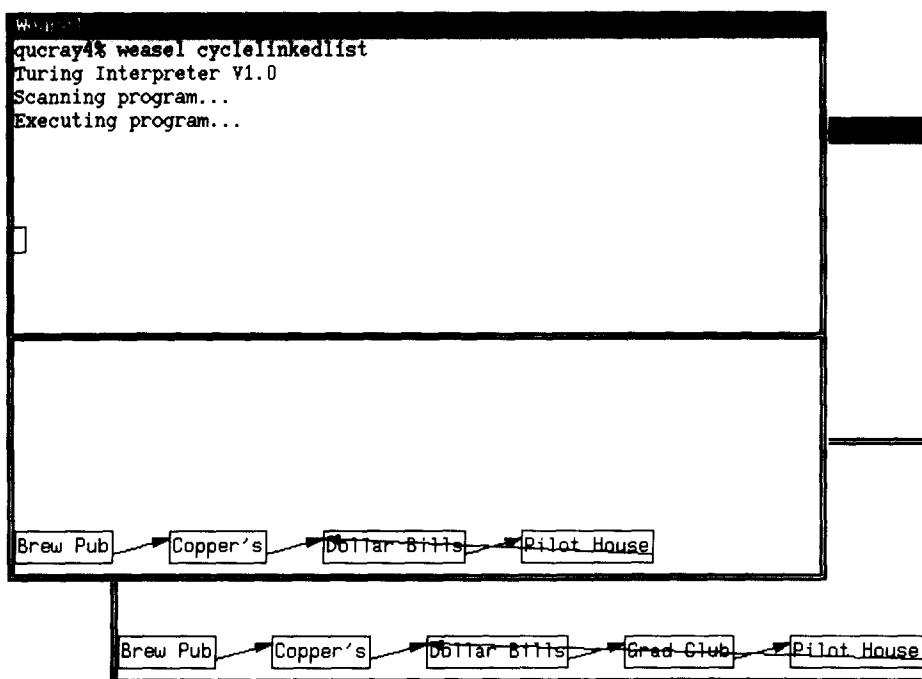 Weasel
qucray4% weasel cyclelinkedlist
Turing Interpreter V1.0
Scanning program...
Executing program...
Brew Pub Copper's Dollar Bills Pilot House
Brew Pub Copper's Dollar Bills Grad Club Pilot House